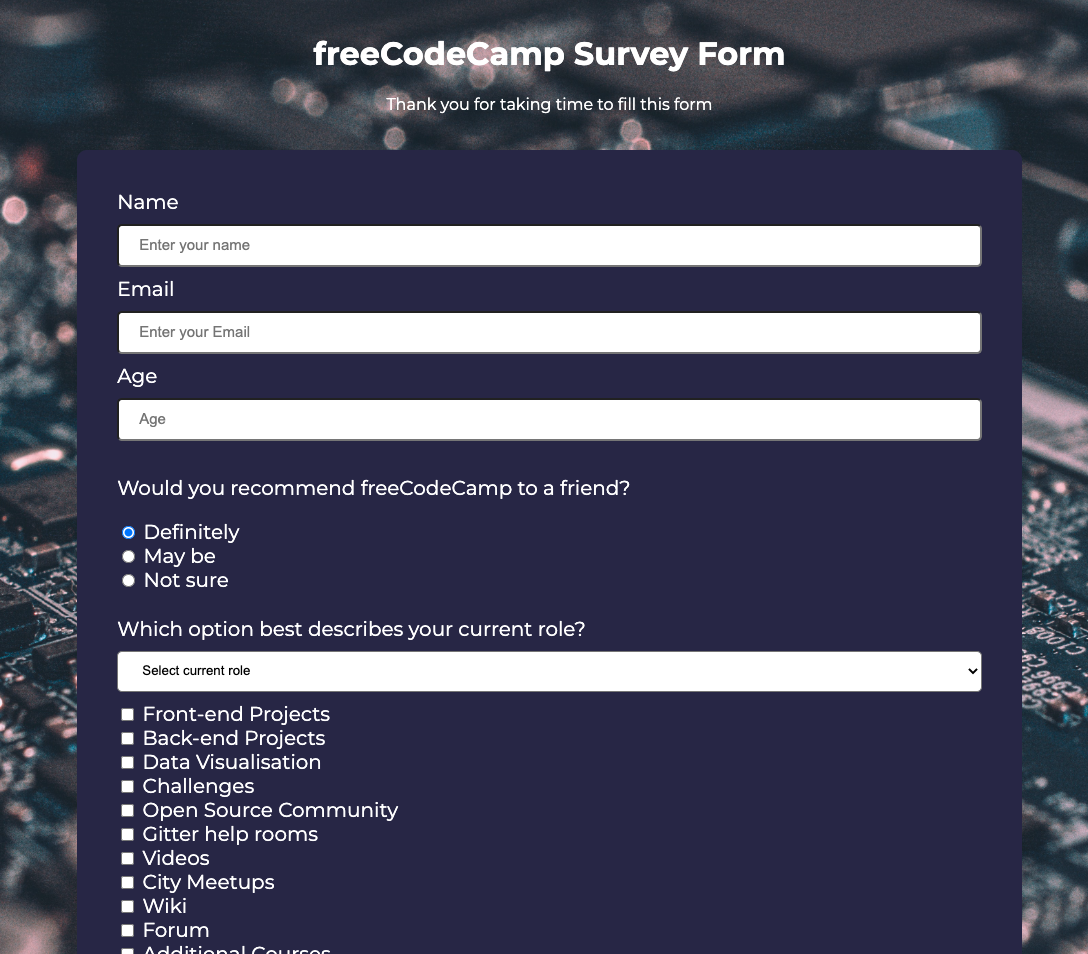 freeCodeCamp Survey Form
Thank you for taking time to fill this form
Name
Enter your name
Email
Enter your Email
Age
Age
Would you recommend freeCodeCamp to a friend?
Definitely
May be
Not sure
Which option best describes your current role?
Select current role
Front-end Projects
Back-end Projects
Data Visualisation
Challenges
Open Source Community
Gitter help rooms
Videos
City Meetups
Wiki
Forum
Additional Courses